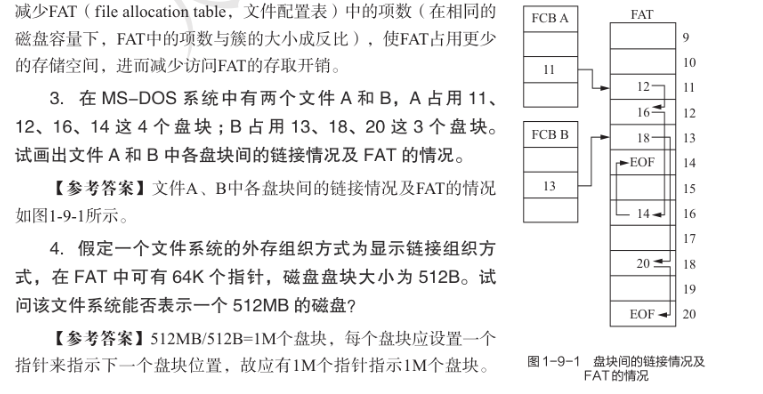 减少FAT（file allocation table，文件配置表）中的项数（在相同的
磁盘容量下，FAT中的项数与簇的大小成反比），使FAT占用更少
的存储空间，进而减少访问FAT的存取开销。
3. 在 MS-DOS 系统中有两个文件 A 和 B，A 占用 11、
12、16、14 这 4 个盘块；B 占用 13、18、20 这 3 个盘块。
试画出文件 A 和 B 中各盘块间的链接情况及 FAT 的情况。
【参考答案】文件A、B中各盘块间的链接情况及FAT的情况
如图1-9-1所示。
4. 假定一个文件系统的外存组织方式为显示链接组织方
式，在 FAT 中可有 64K 个指针，磁盘盘块大小为 512B。试
问该文件系统能否表示一个 512MB 的磁盘？
【参考答案】512MB/512B=1M个盘块，每个盘块应设置一个
指针来指示下一个盘块位置，故应有1M个指针指示1M个盘块。
FCB A
11
FCB B
13
FAT
9
10
12 11
16 12
18 13
EOF 14
15
14 16
17
20 18
19
EOF 20
图 1-9-1 盘块间的链接情况及
FAT 的情况